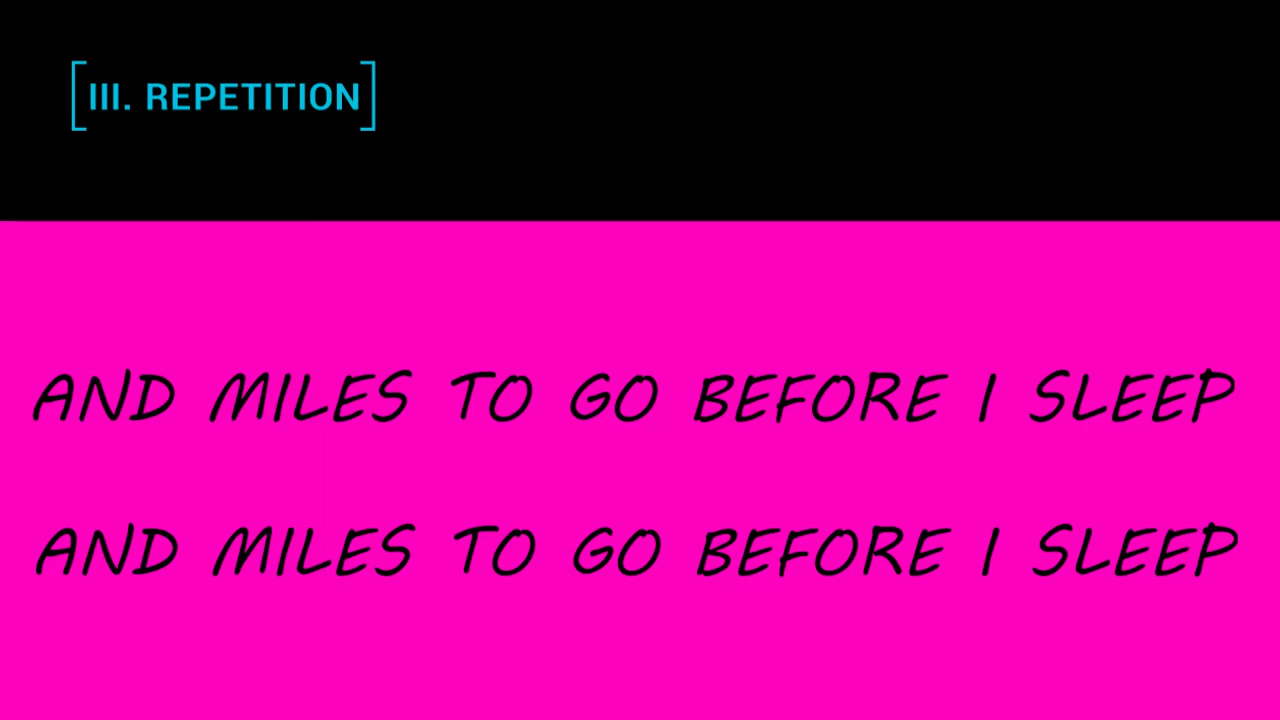 [III. REPETITION]
AND MILES TO GO BEFORE I SLEEP
AND MILES TO GO BEFORE I SLEEP